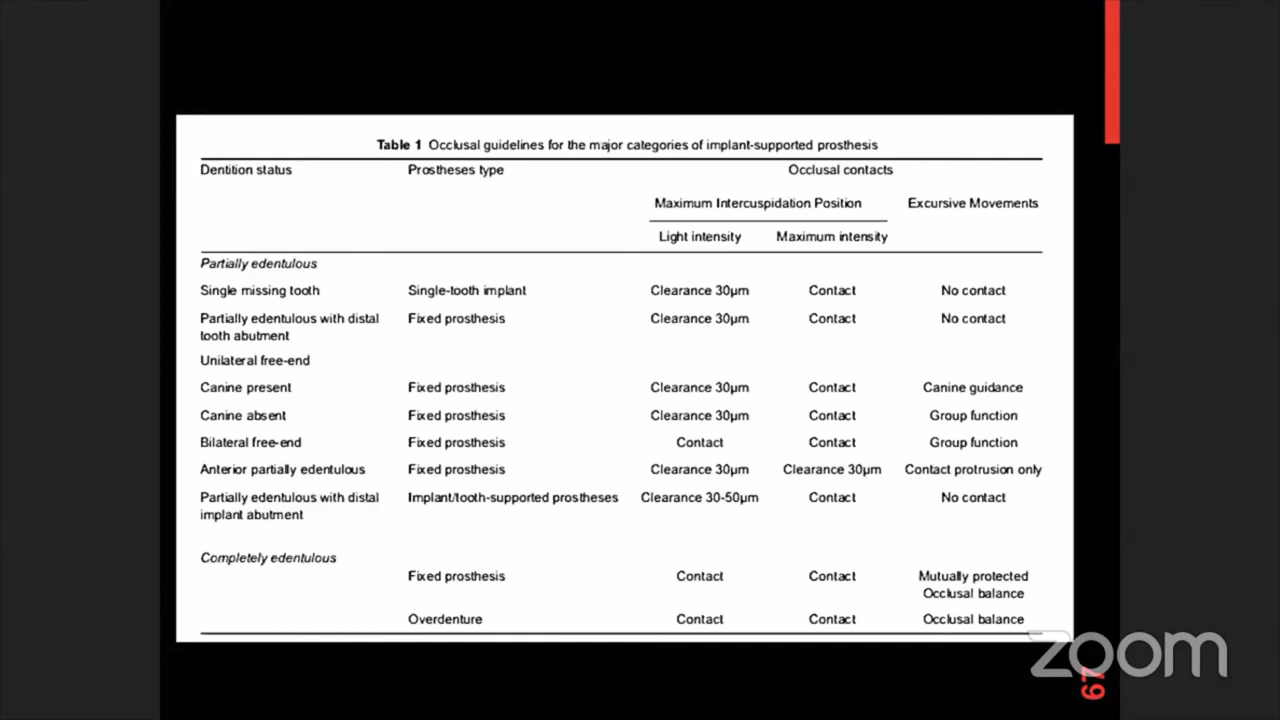 Table 1 Occlusal guidelines for the major categories of implant-supported prosthesis
Dentition status Prostheses type Occlusal contacts
Maximum Intercuspidation Position Excursive Movements
Light intensity Maximum intensity
Partially edentulous
Single missing tooth Single-tooth implant Clearance 30µm Contact No contact
Partially edentulous with distal Fixed prosthesis Clearance 30µm Contact No contact
tooth abutment
Unilateral free-end
Canine present Fixed prosthesis Clearance 30µm Contact Canine guidance
Canine absent Fixed prosthesis Clearance 30µm Contact Group function
Bilateral free-end Fixed prosthesis Contact Contact Group function
Anterior partially edentulous Fixed prosthesis Clearance 30µm Clearance 30µm Contact protrusion only
Partially edentulous with distal Implant/tooth-supported prostheses Clearance 30-50µm Contact No contact
implant abutment
Completely edentulous
Fixed prosthesis Contact Contact Mutually protected
Occlusal balance
Overdenture Contact Contact Occlusal balance
zoom